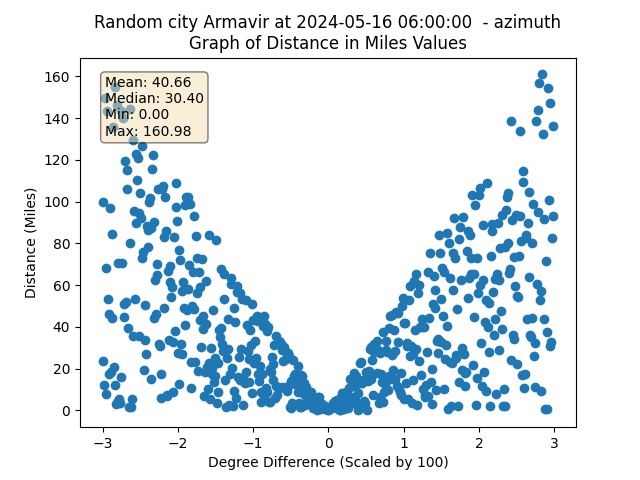 Random city Armavir at 2024-05-16 06:00:00 - azimuth
Graph of Distance in Miles Values
Mean: 40.66
Median: 30.40
Min: 0.00
Max: 160.98
Distance (Miles)
160
140
120
100
80
60
40
20
0
−3
−2
−1
0
1
2
3
Degree Difference (Scaled by 100)